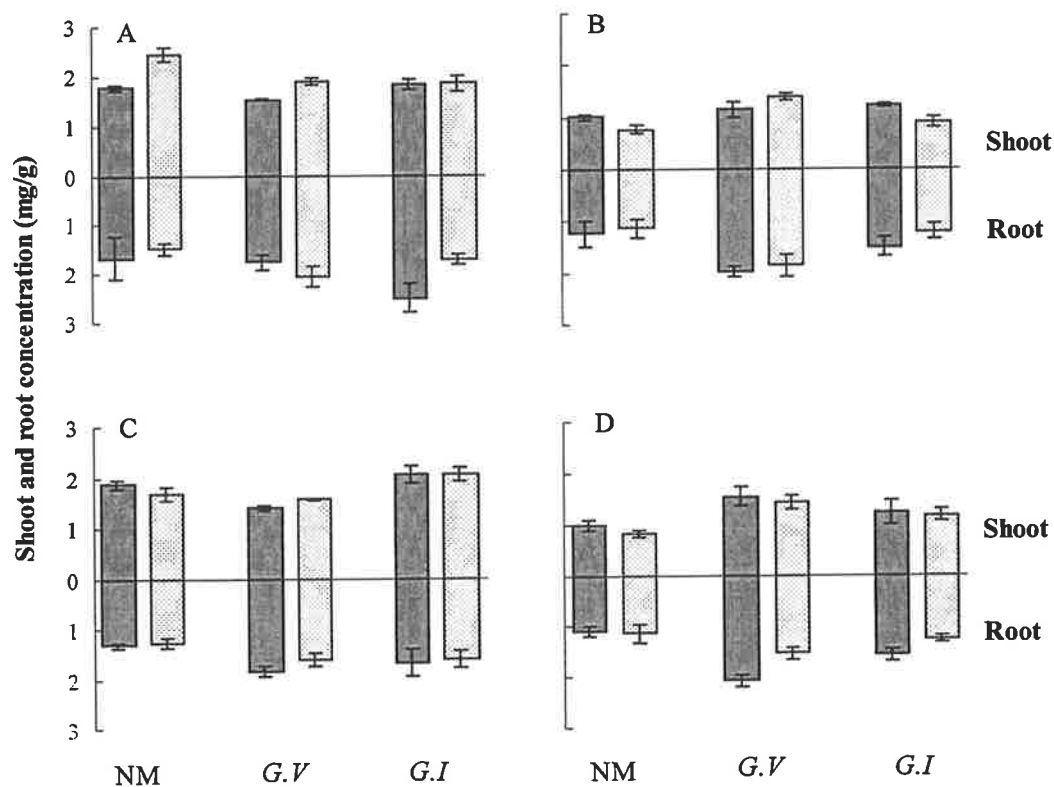 Shoot and root concentration (mg/g)
A
3
2
1
0
1
2
3
B
Shoot
Root
C
3
2
1
0
1
2
3
D
Shoot
Root
NM G.V G.I NM G.V G.I